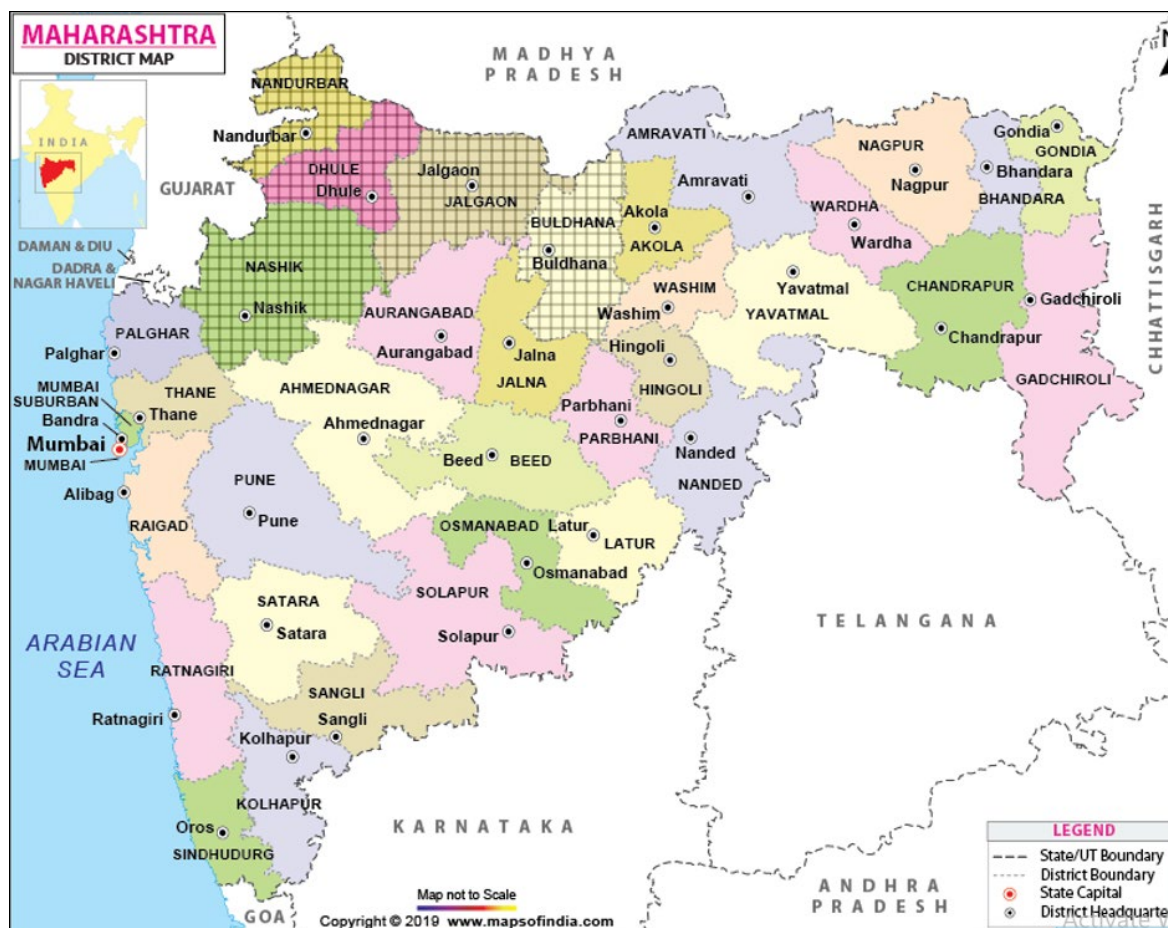 MAHARASHTRA
DISTRICT MAP
N
MADHYA
PRADESH
INDIA
NANDURBAR
Nandurbar
DHULE
Dhule
Jalgaon
JALGAON
GUJARAT
BULDHANA
Buldhana
AMRAVATI
Amravati
Akola
AKOLA
NAGPUR
Nagpur
WARDHA
Wardha
Gondia
GONDIA
Bhandara
BHANDARA
CHHATTISGARH
DAMAN & DIU
DADRA &
NAGAR HAVELI
NASHIK
Nashik
AURANGABAD
Aurangabad
Jalna
JALNA
WASHIM
Washim
Yavatmal
YAVATMAL
CHANDRAPUR
Chandrapur
Gadchiroli
GADCHIROLI
PALGHAR
Palghar
Hingoli
HINGOLI
THANE
Thane
MUMBAI
SUBURBAN
Bandra
Mumbai
MUMBAI
AHMEDNAGAR
Ahmednagar
Parbhani
PARBHANI
Beed
BEED
Nanded
NANDED
Alibag
RAIGAD
PUNE
Pune
OSMANABAD
Osmanabad
Latur
LATUR
SOLAPUR
Solapur
SATARA
Satara
TELANGANA
ARABIAN
SEA
RATNAGIRI
Ratnagiri
SANGLI
Sangli
Kolhapur
KOLHAPUR
Oros
SINDHUDURG
KARNATAKA
ANDHRA
PRADESH
GOA
Map not to Scale
Copyright © 2019 www.mapsofindia.com
LEGEND
State/UT Boundary
District Boundary
State Capital
District Headquarte